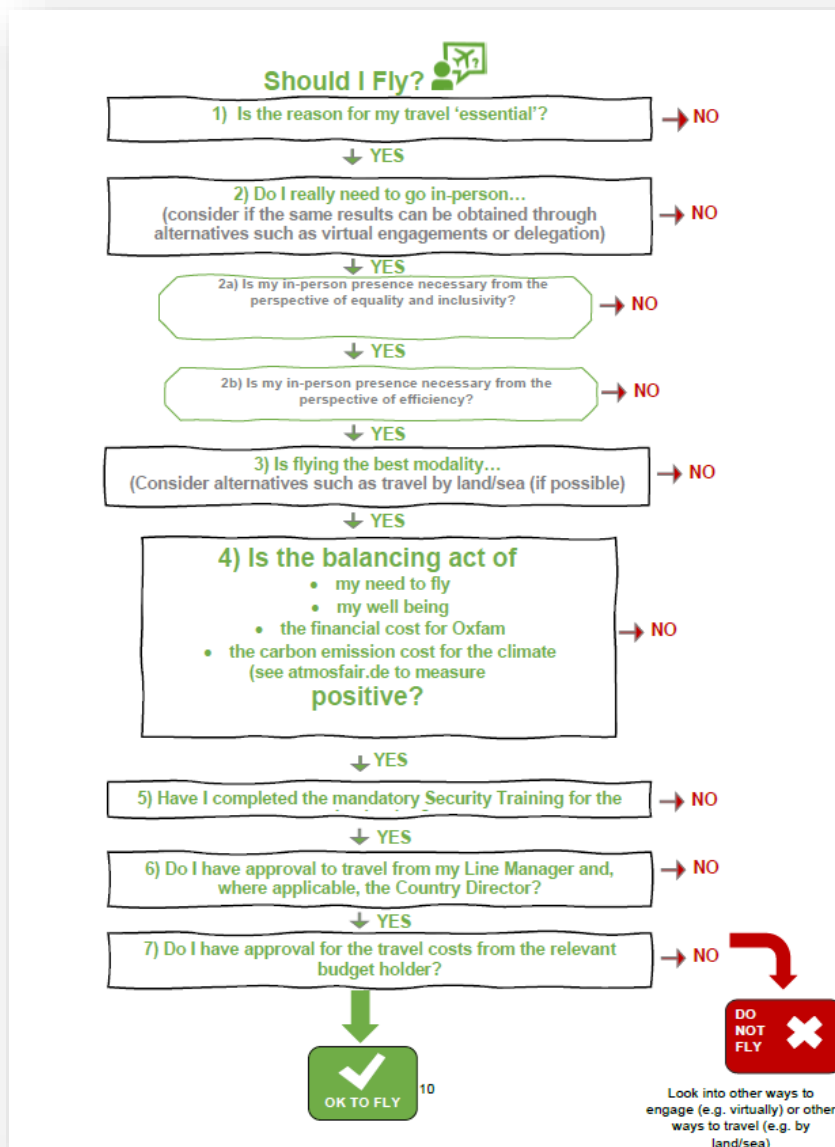 Should I Fly?
?
1) Is the reason for my travel ‘essential’?
NO
YES
2) Do I really need to go in-person…
(consider if the same results can be obtained through
alternatives such as virtual engagements or delegation)
NO
YES
2a) Is my in-person presence necessary from the
perspective of equality and inclusivity?
NO
YES
2b) Is my in-person presence necessary from the
perspective of efficiency?
NO
YES
3) Is flying the best modality…
(Consider alternatives such as travel by land/sea (if possible)
NO
YES
4) Is the balancing act of
• my need to fly
• my well being
• the financial cost for Oxfam
• the carbon emission cost for the climate
(see atmosfair.de to measure
positive?
NO
YES
5) Have I completed the mandatory Security Training for the
NO
YES
6) Do I have approval to travel from my Line Manager and,
where applicable, the Country Director?
NO
YES
7) Do I have approval for the travel costs from the relevant
budget holder?
NO
OK TO FLY
10
DO
NOT
FLY
Look into other ways to
engage (e.g. virtually) or other
ways to travel (e.g. by
land/sea)